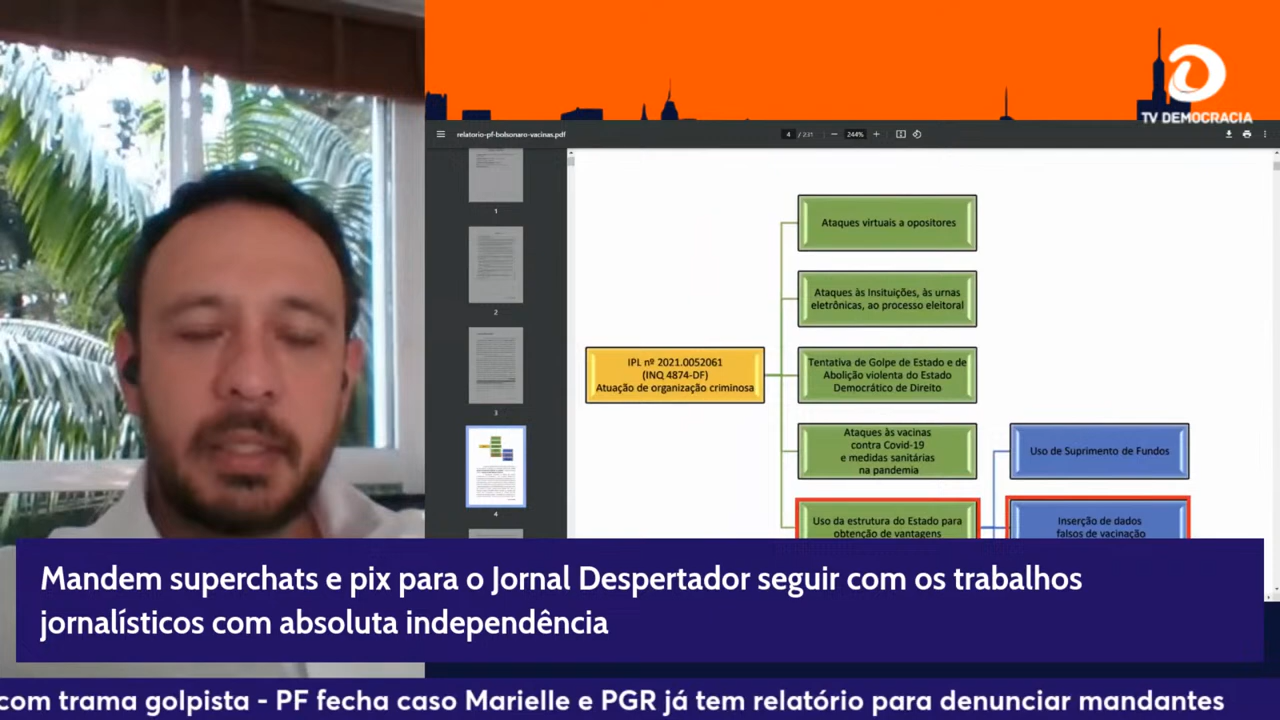 TV DEMOCRACIA
relatorio-pf-bolsonaro-vacinas.pdf
4 / 231
244%
1
2
3
4
Ataques virtuais a opositores
Ataques às Insituições, às urnas
eletrônicas, ao processo eleitoral
IPL nº 2021.0052061
(INQ 4874-DF)
Atuação de organização criminosa
Tentativa de Golpe de Estado e de
Abolição violenta do Estado
Democrático de Direito
Ataques às vacinas
contra Covid-19
e medidas sanitárias
na pandemia
Uso de Suprimento de Fundos
Uso da estrutura do Estado para
obtenção de vantagens
Inserção de dados
falsos de vacinação
Mandem superchats e pix para o Jornal Despertador seguir com os trabalhos
jornalísticos com absoluta independência
com trama golpista - PF fecha caso Marielle e PGR já tem relatório para denunciar mandantes